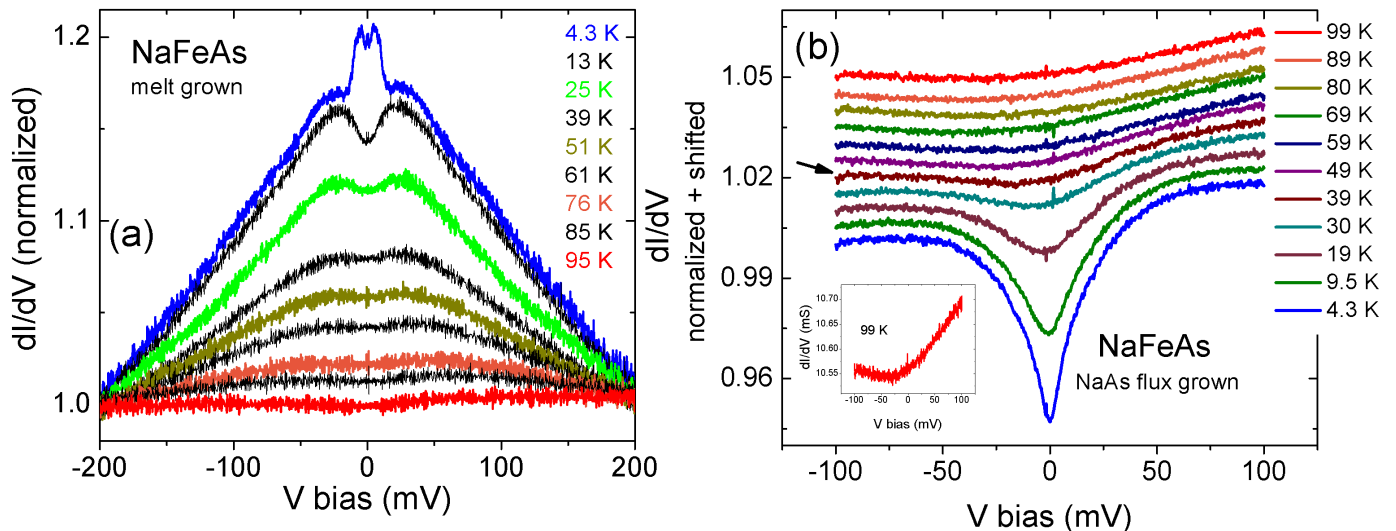 NaFeAs
melt grown
4.3 K
13 K
25 K
39 K
51 K
61 K
76 K
85 K
95 K
(a)
1.2
1.1
1.0
dI/dV (normalized)
-200
-100
0
100
200
V bias (mV)
(b)
99 K
89 K
80 K
69 K
59 K
49 K
39 K
30 K
19 K
9.5 K
4.3 K
1.05
1.02
0.99
0.96
dI/dV
normalized + shifted
NaFeAs
NaAs flux grown
99 K
10.70
10.65
10.60
10.55
dI/dV (mS)
-100
-50
0
50
100
V bias (mV)
-100
-50
0
50
100
V bias (mV)